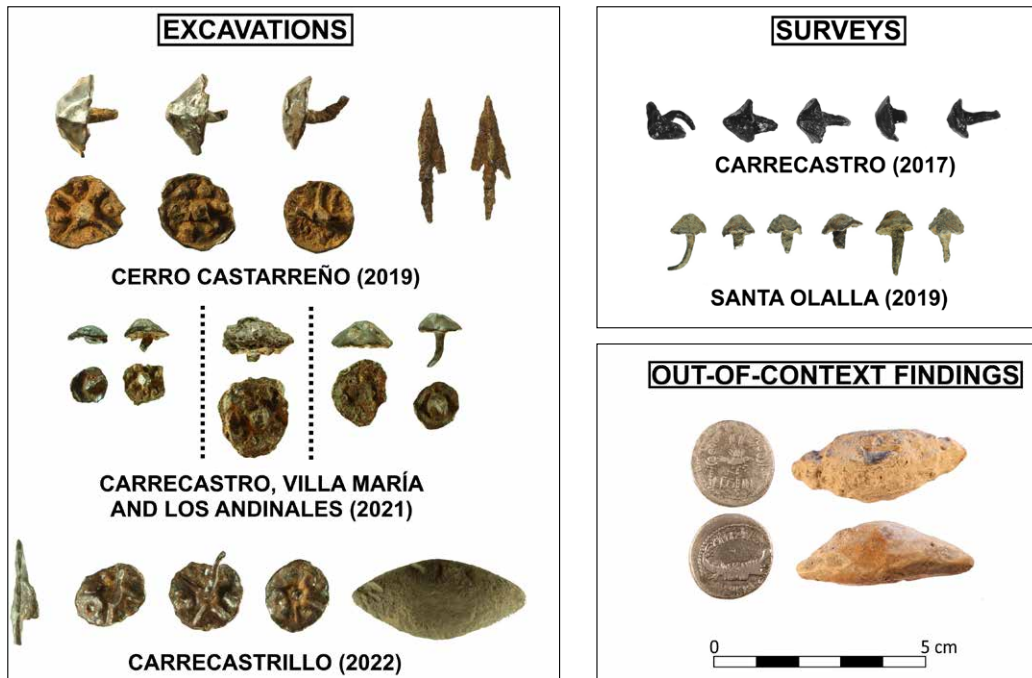 EXCAVATIONS
CERRO CASTARREÑO (2019)
CARRECASTRO, VILLA MARÍA
AND LOS ANDINALES (2021)
CARRECASTRILLO (2022)
SURVEYS
CARRECASTRO (2017)
SANTA OLALLA (2019)
OUT-OF-CONTEXT FINDINGS
0 5 cm